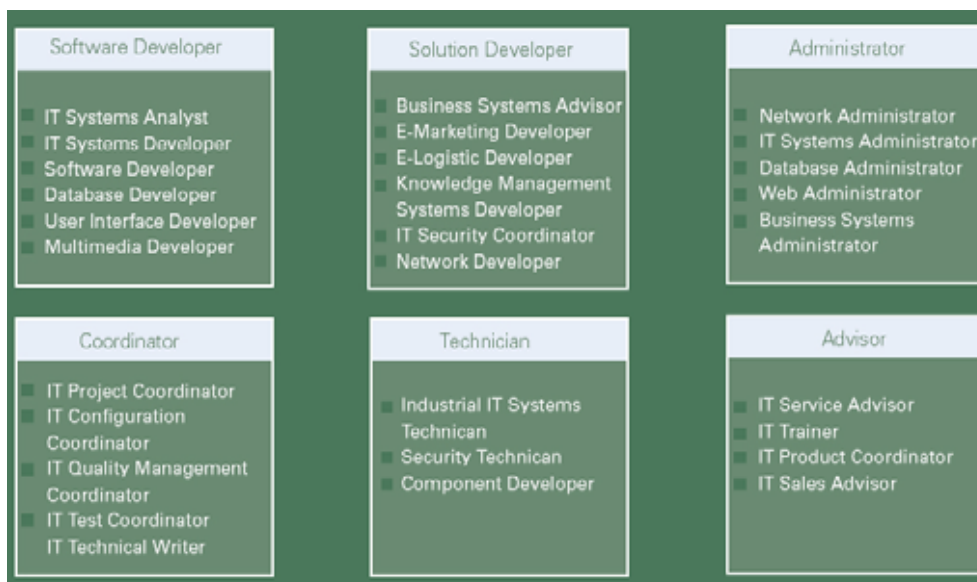 Software Developer
IT Systems Analyst
IT Systems Developer
Software Developer
Database Developer
User Interface Developer
Multimedia Developer
Solution Developer
Business Systems Advisor
E-Marketing Developer
E-Logistic Developer
Knowledge Management
Systems Developer
IT Security Coordinator
Network Developer
Administrator
Network Administrator
IT Systems Administrator
Database Administrator
Web Administrator
Business Systems
Administrator
Coordinator
IT Project Coordinator
IT Configuration
Coordinator
IT Quality Management
Coordinator
IT Test Coordinator
IT Technical Writer
Technician
Industrial IT Systems
Technican
Security Technican
Component Developer
Advisor
IT Service Advisor
IT Trainer
IT Product Coordinator
IT Sales Advisor